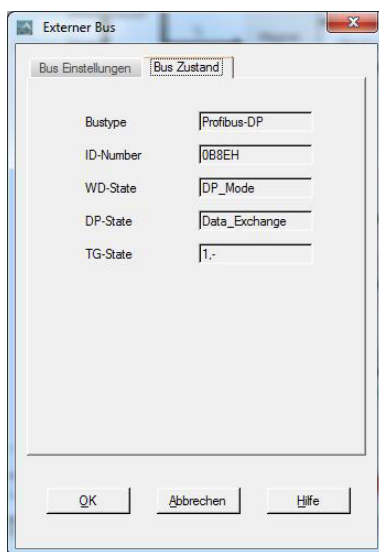 Externer Bus
Bus Einstellungen Bus Zustand
Bustype Profibus-DP
ID-Number 0B8EH
WD-State DP_Mode
DP-State Data_Exchange
TG-State 1.-
OK Abbrechen Hilfe